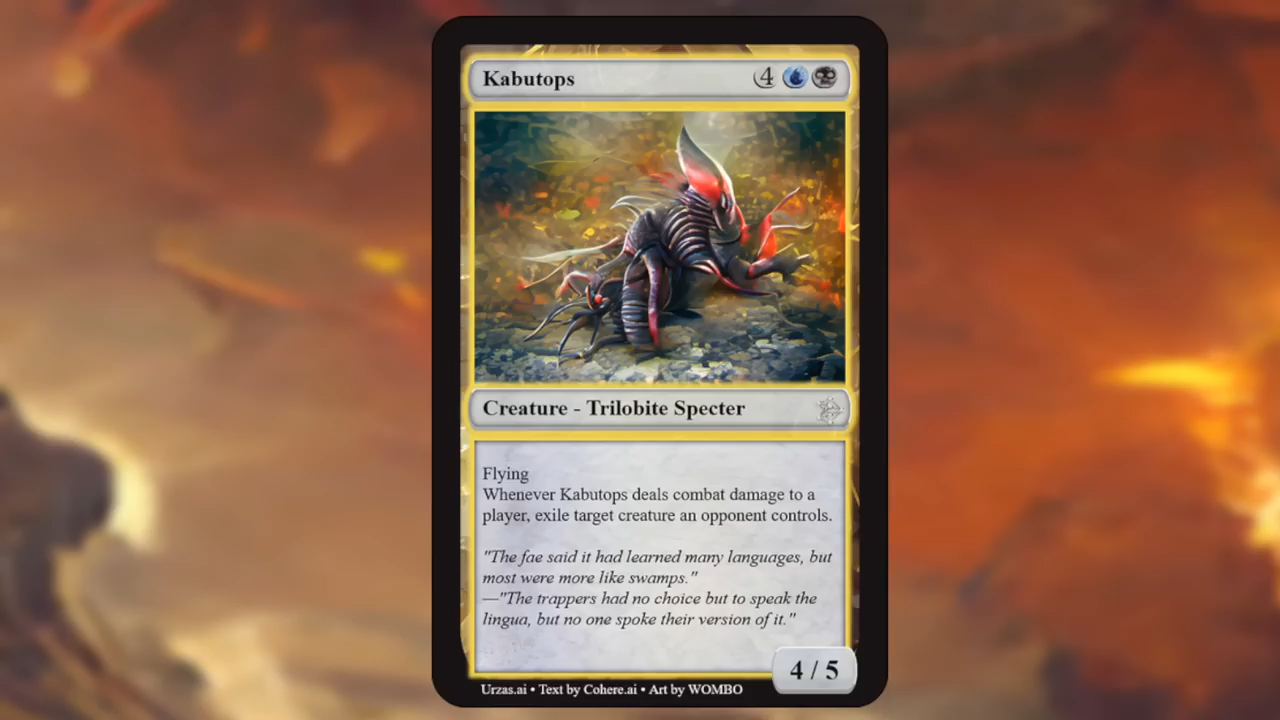 Kabutops 4
Creature - Trilobite Specter
Flying
Whenever Kabutops deals combat damage to a
player, exile target creature an opponent controls.
"The fae said it had learned many languages, but
most were more like swamps."
—"The trappers had no choice but to speak the
lingua, but no one spoke their version of it."
4 / 5
Urzas.ai • Text by Cohere.ai • Art by WOMBO